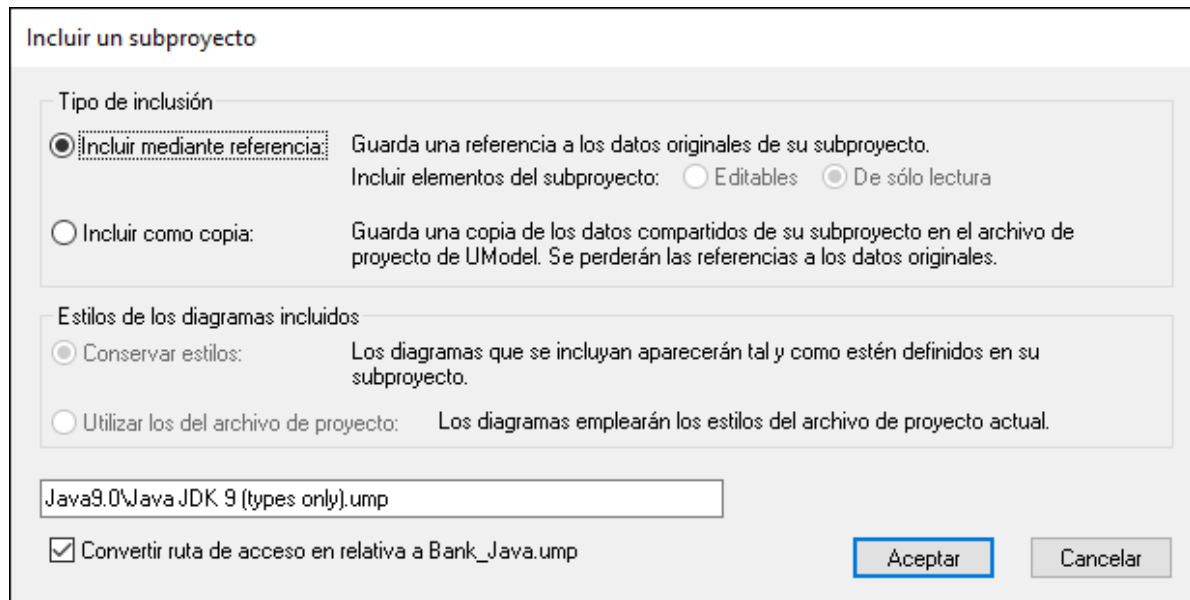 Incluir un subproyecto
Tipo de inclusión
Incluir mediante referencia: Guarda una referencia a los datos originales de su subproyecto.
Incluir elementos del subproyecto: Editables De sólo lectura
Incluir como copia: Guarda una copia de los datos compartidos de su subproyecto en el archivo de
proyecto de UModel. Se perderán las referencias a los datos originales.
Estilos de los diagramas incluidos
Conservar estilos: Los diagramas que se incluyan aparecerán tal y como estén definidos en su
subproyecto.
Utilizar los del archivo de proyecto: Los diagramas emplearán los estilos del archivo de proyecto actual.
Java9.0\Java JDK 9 (types only).ump
Convertir ruta de acceso en relativa a Bank_Java.ump
Aceptar Cancelar